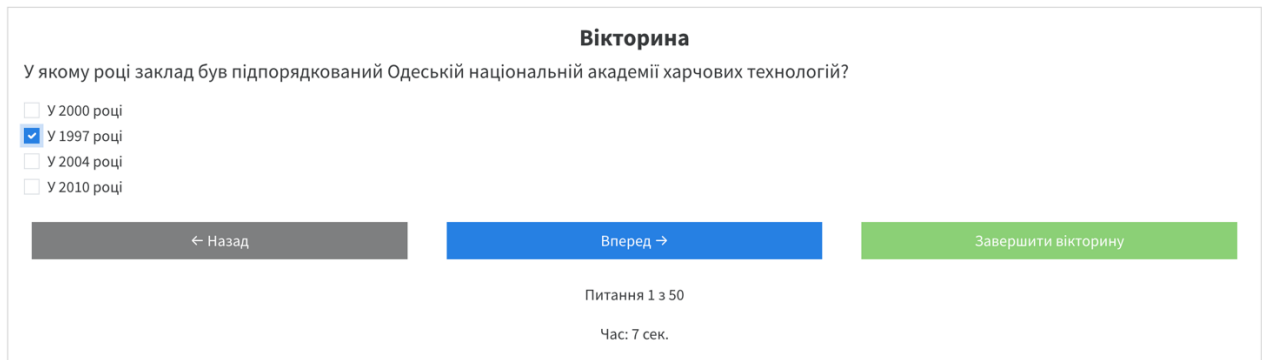 Вікторина
У якому році заклад був підпорядкований Одеській національній академії харчових технологій?
У 2000 році
У 1997 році
У 2004 році
У 2010 році
← Назад
Вперед →
Завершити вікторину
Питання 1 з 50
Час: 7 сек.